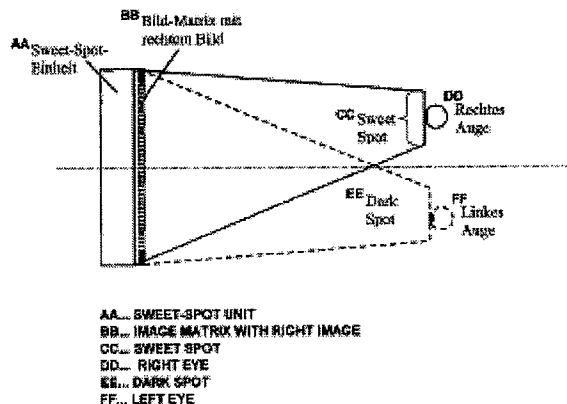 BB Bild-Matrix mit
rechtem Bild
AA Sweet-Spot-
Einheit
DD
Rechtes
Auge
CC Sweet
Spot
EE Dark
Spot
FF
Linkes
Auge
AA... SWEET-SPOT UNIT
BB... IMAGE MATRIX WITH RIGHT IMAGE
CC... SWEET SPOT
DD... RIGHT EYE
EE... DARK SPOT
FF... LEFT EYE